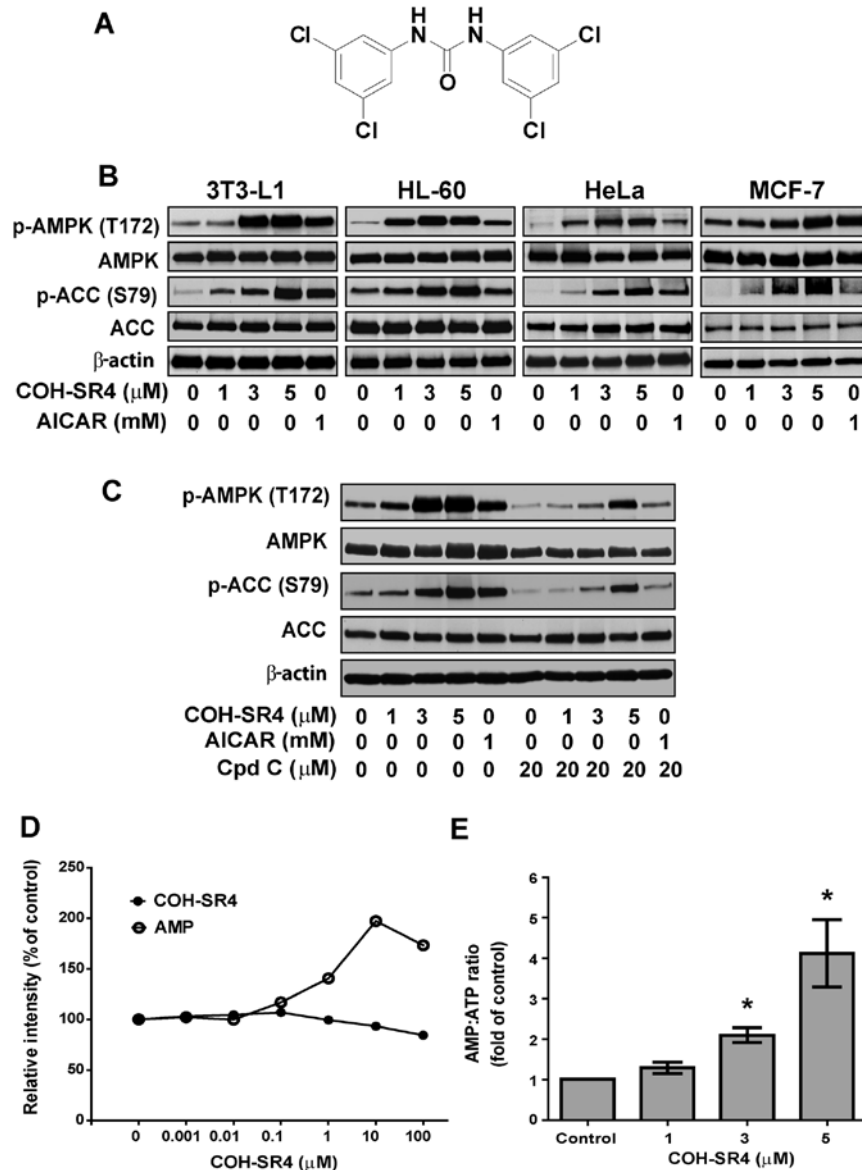 A
H H
Cl N N Cl
O
Cl Cl
B
3T3-L1 HL-60 HeLa MCF-7
p-AMPK (T172)
AMPK
p-ACC (S79)
ACC
β-actin
COH-SR4 (μM) 0 1 3 5 0 0 1 3 5 0 0 1 3 5 0 0 1 3 5 0
AICAR (mM) 0 0 0 0 1 0 0 0 0 1 0 0 0 0 1 0 0 0 0 1
C
p-AMPK (T172)
AMPK
p-ACC (S79)
ACC
β-actin
COH-SR4 (μM) 0 1 3 5 0 0 1 3 5 0
AICAR (mM) 0 0 0 0 1 0 0 0 0 1
Cpd C (μM) 0 0 0 0 0 20 20 20 20 20
D
Relative intensity (% of control)
250
200
150
100
50
0
COH-SR4
AMP
0 0.001 0.01 0.1 1 10 100
COH-SR4 (μM)
E
AMP:ATP ratio
(fold of control)
6
5
4
3
2
1
0
*
*
Control 1 3 5
COH-SR4 (μM)